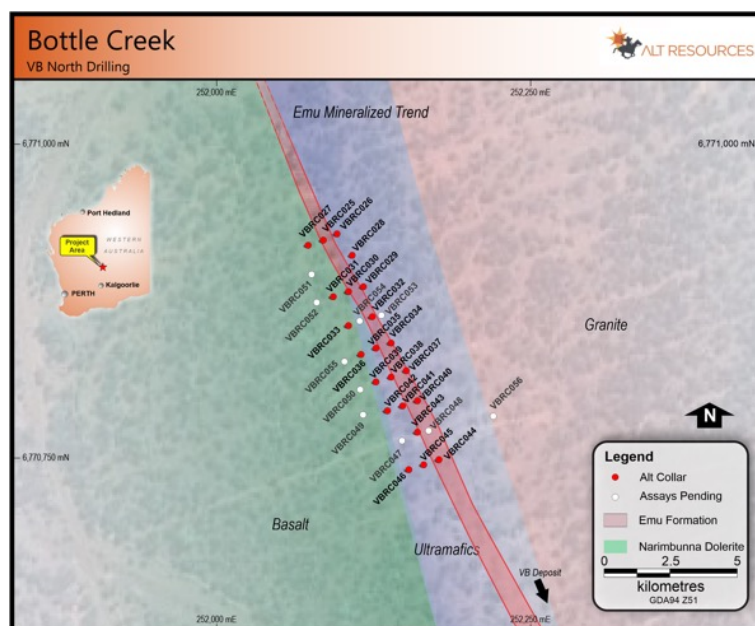 Bottle Creek
VB North Drilling
ALT RESOURCES
252,000 mE
252,250 mE
Emu Mineralized Trend
6,771,000 mN
6,771,000 mN
Port Hedland
Project
Area
WESTERN
AUSTRALIA
Kalgoorlie
PERTH
VBRC027
VBRC025
VBRC026
VBRC028
VBRC051
VBRC031
VBRC030
VBRC029
VBRC052
VBRC054
VBRC032
VBRC053
VBRC033
VBRC035
VBRC034
VBRC055
VBRC036
VBRC039
VBRC038
VBRC037
VBRC050
VBRC042
VBRC041
VBRC040
VBRC056
VBRC049
VBRC043
VBRC048
VBRC047
VBRC046
VBRC045
VBRC044
Granite
N
6,770,750 mN
Basalt
Ultramafics
VB Deposit
Legend
Alt Collar
Assays Pending
Emu Formation
Narimbunna Dolerite
0 2.5 5
kilometres
GDA94 Z51
252,000 mE
252,250 mE